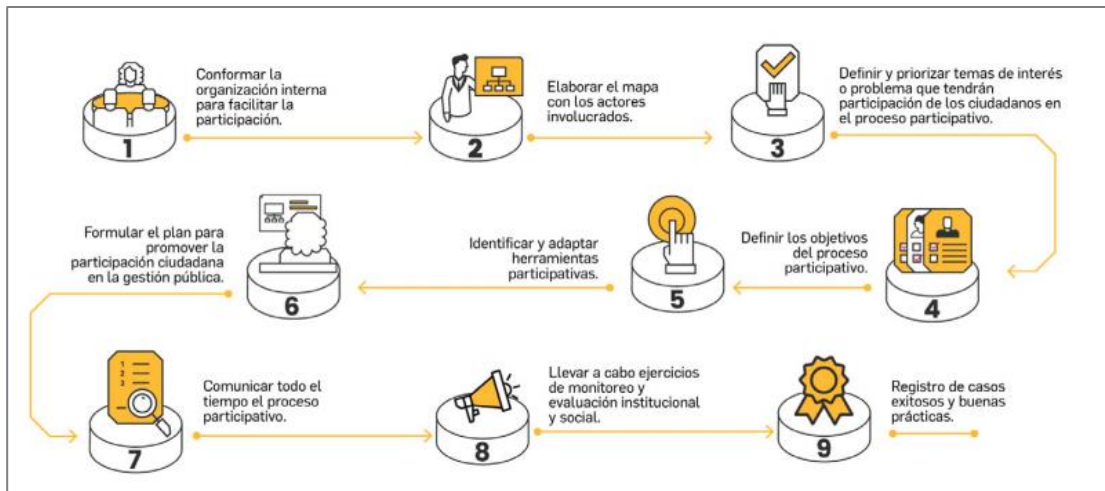 1
Conformar la
organización interna
para facilitar la
participación.
2
Elaborar el mapa
con los actores
involucrados.
3
Definir y priorizar temas de interés
o problema que tendrán
participación de los ciudadanos en
el proceso participativo.
4
Definir los objetivos
del proceso
participativo.
5
Identificar y adaptar
herramientas
participativas.
6
Formular el plan para
promover la
participación ciudadana
en la gestión pública.
7
1
2
3
Comunicar todo el
tiempo el proceso
participativo.
8
Llevar a cabo ejercicios
de monitoreo y
evaluación institucional
y social.
9
Registro de casos
exitosos y buenas
prácticas.